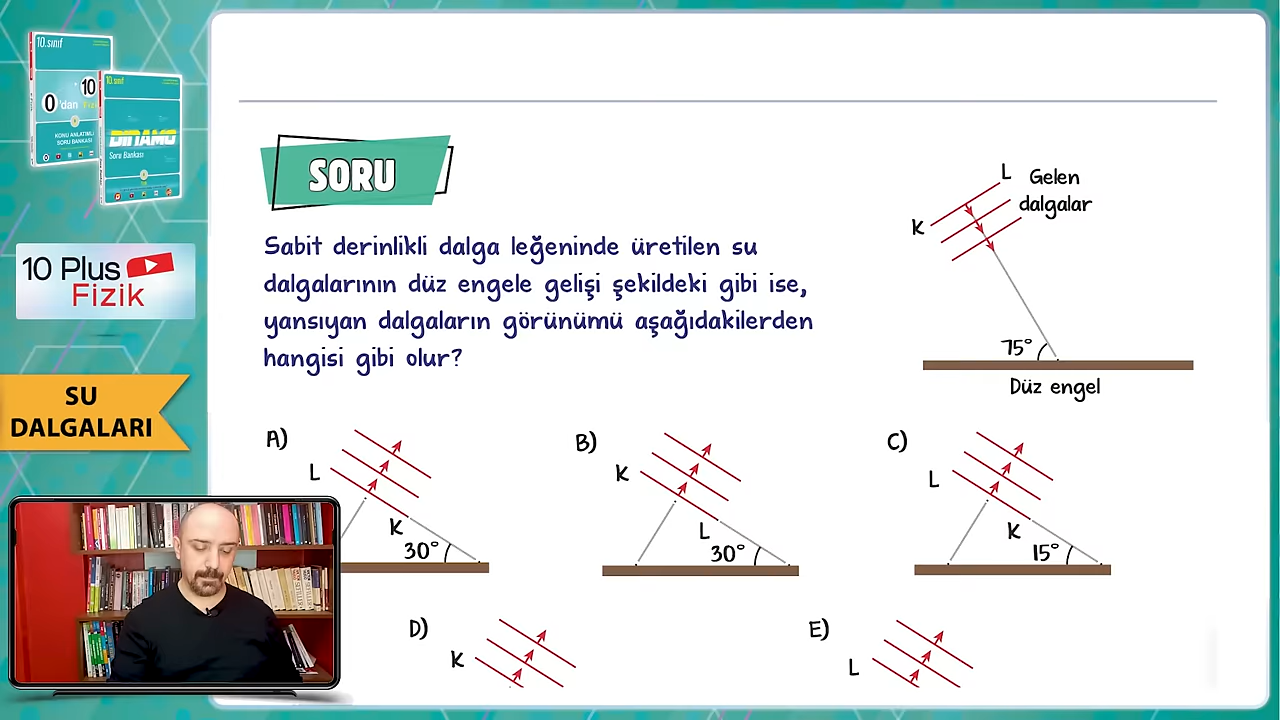 10.sınıf
0'dan 10
Fizik
KONU ANLATIMLI
SORU BANKASI
10.sınıf
DİNAMO
Soru Bankası
10 Plus
Fizik
SU
DALGALARI
SORU
Sabit derinlikli dalga leğeninde üretilen su
dalgalarının düz engele gelişi şekildeki gibi ise,
yansıyan dalgaların görünümü aşağıdakilerden
hangisi gibi olur?
L Gelen
dalgalar
K
75°
Düz engel
A)
L
K
30°
B)
K
L
30°
C)
L
K
15°
D)
K
E)
L